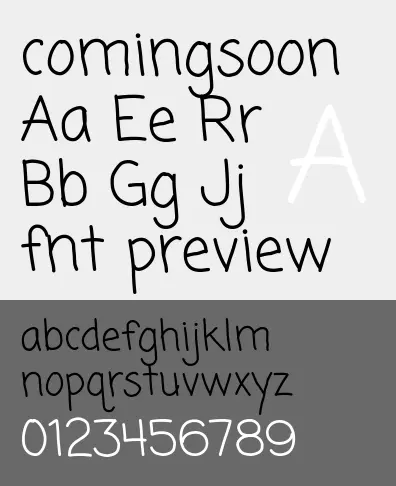 comingsoon
Aa Ee Rr
A
Bb Gg Jj
fnt preview
abcdefghijklm
nopqrstuvwxyz
0123456789